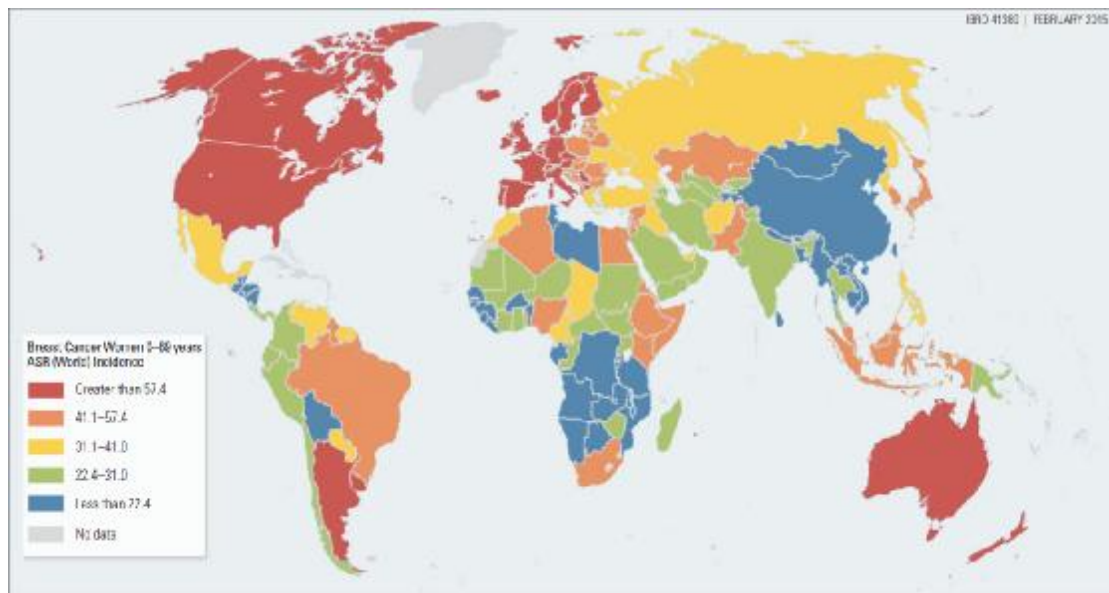 IBRD 41380 | FEBRUARY 2015
Breast Cancer Women 0–69 years
ASR (World) Incidence
Greater than 57.4
41.1–57.4
31.1–41.0
22.4–31.0
Less than 22.4
No data